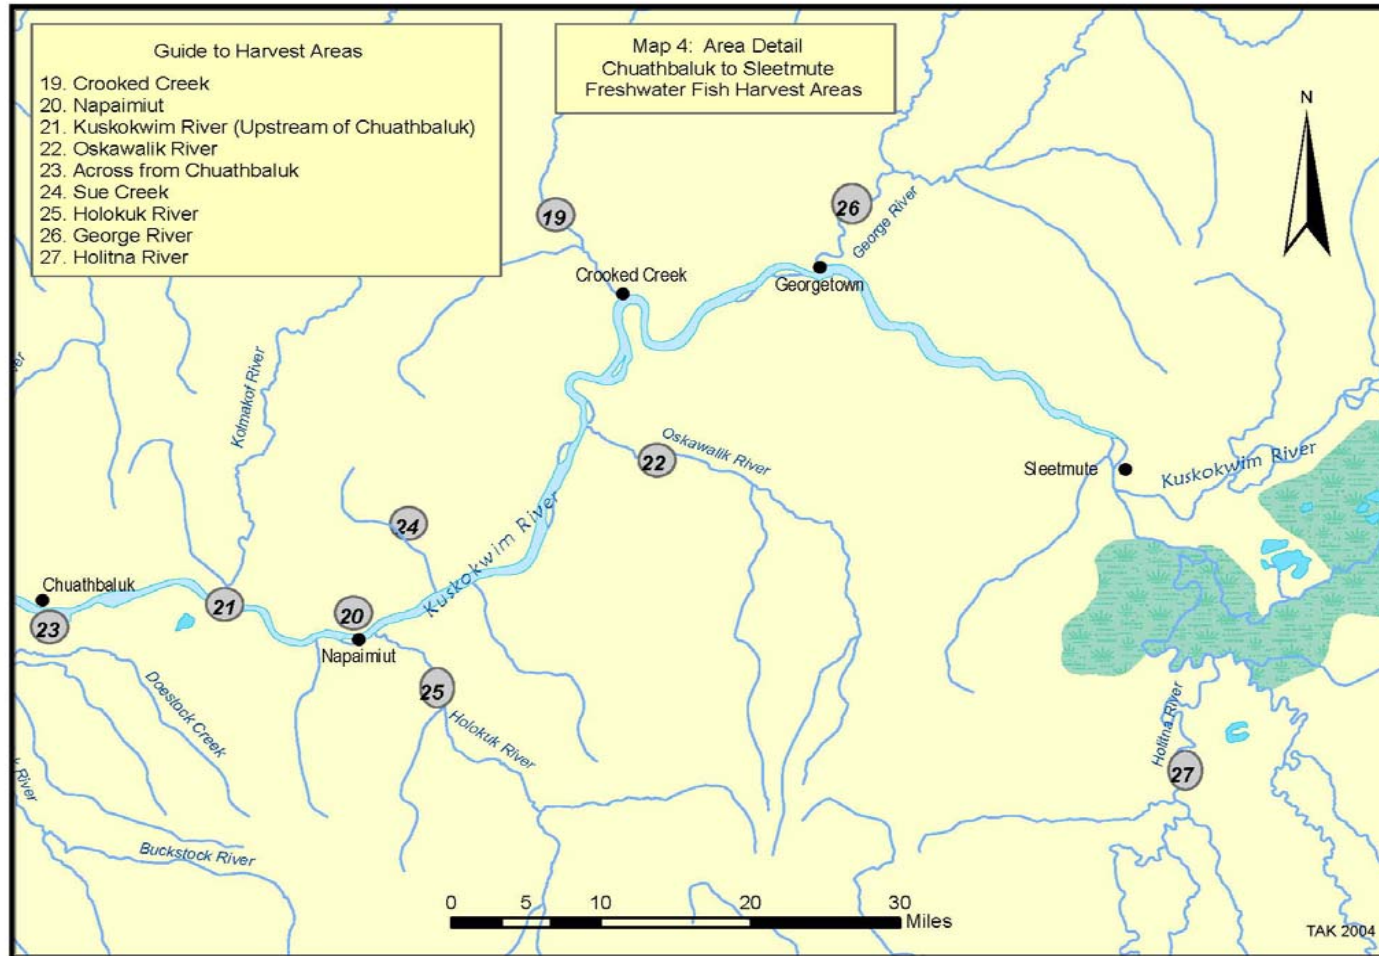 Guide to Harvest Areas
19. Crooked Creek
20. Napaimiut
21. Kuskokwim River (Upstream of Chuathbaluk)
22. Oskawalik River
23. Across from Chuathbaluk
24. Sue Creek
25. Holokuk River
26. George River
27. Holitna River
Map 4: Area Detail
Chuathbaluk to Sleetmute
Freshwater Fish Harvest Areas
N
19
26
George River
Crooked Creek
Georgetown
Kolmakof River
22
Oskawalik River
Sleetmute
Kuskokwim River
24
Kuskokwim River
Chuathbaluk
23
21
20
Napaimiut
25
Holokuk River
Doestock Creek
Holitna River
27
k River
Buckstock River
0 5 10 20 30
Miles
TAK 2004